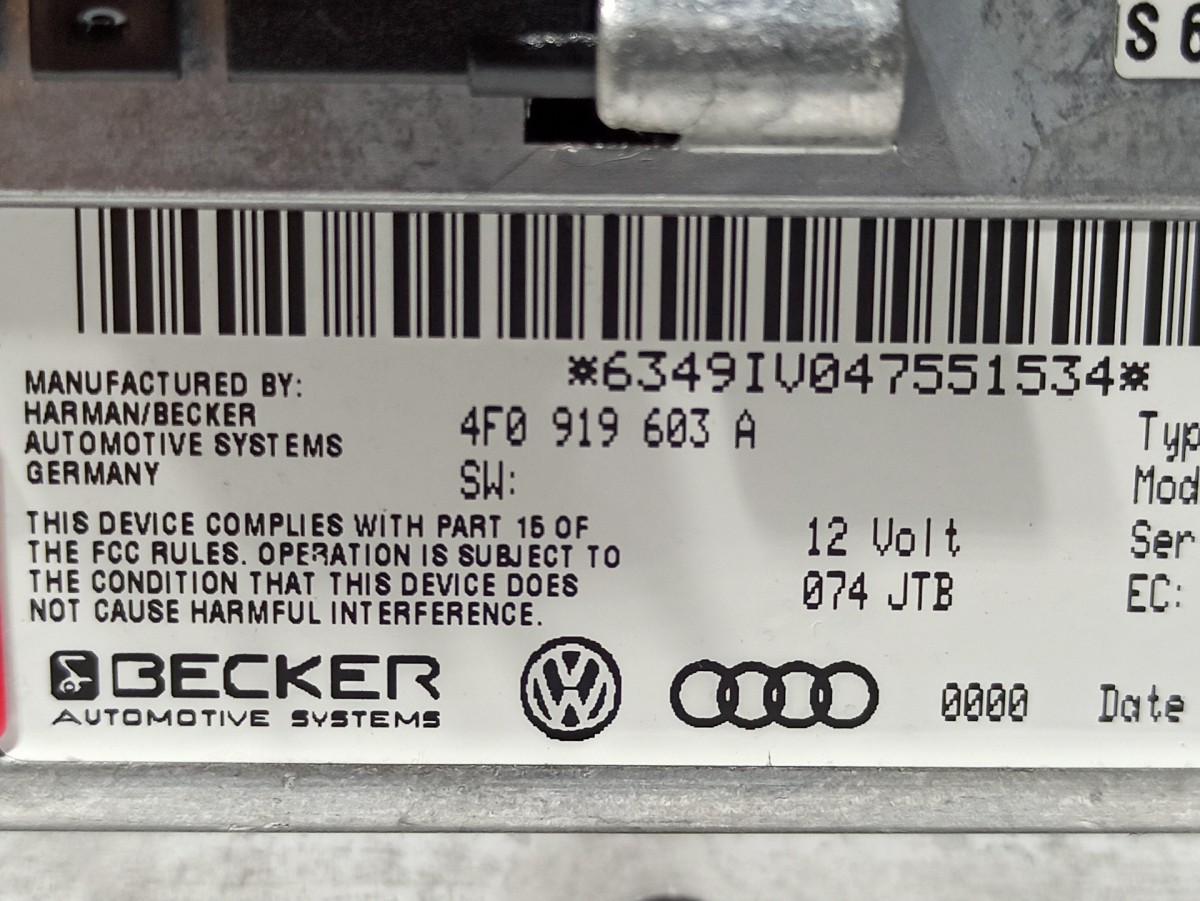 S 6
*6349IV047551534*
MANUFACTURED BY:
HARMAN/BECKER
AUTOMOTIVE SYSTEMS
GERMANY
4F0 919 603 A
SW:
Typ
Mod
Ser
EC:
THIS DEVICE COMPLIES WITH PART 15 OF
THE FCC RULES. OPERATION IS SUBJECT TO
THE CONDITION THAT THIS DEVICE DOES
NOT CAUSE HARMFUL INTERFERENCE.
12 Volt
074 JTB
BECKER
AUTOMOTIVE SYSTEMS
0000 Date